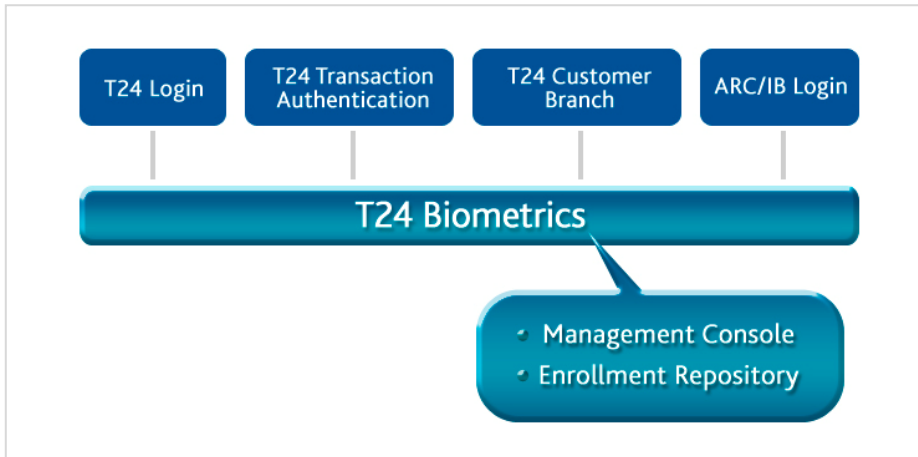 T24 Login
T24 Transaction
Authentication
T24 Customer
Branch
ARC/IB Login
T24 Biometrics
Management Console
Enrollment Repository